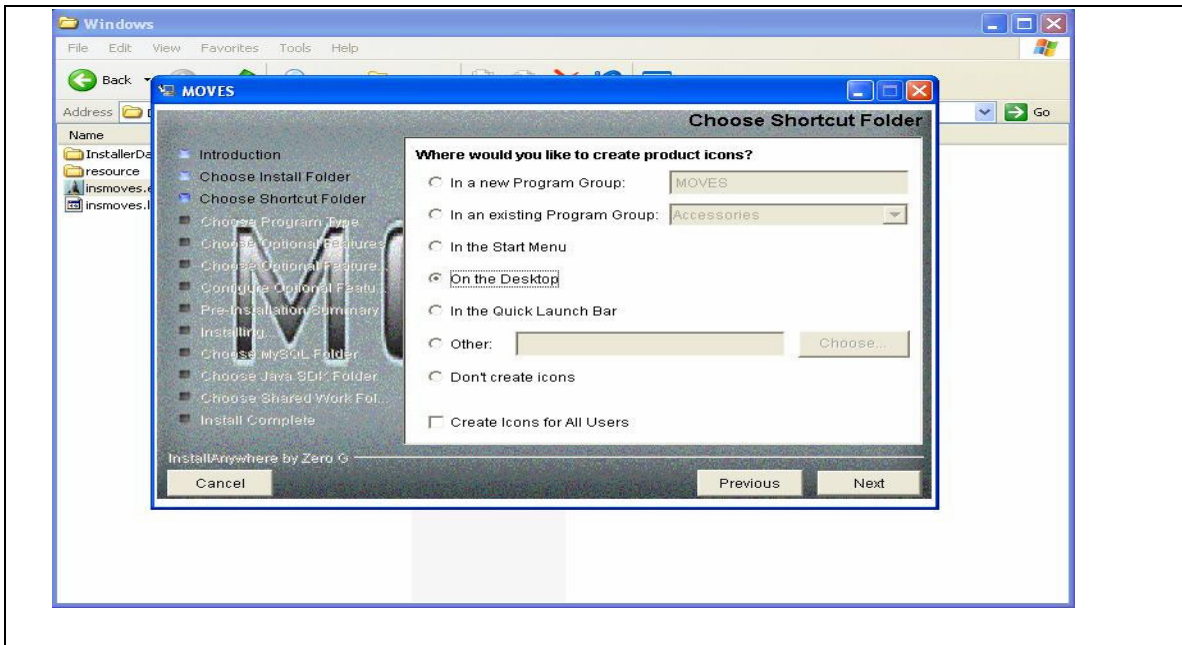 Windows
File Edit View Favorites Tools Help
Back
Address
Go
Name
InstallerDa
resource
insmoves.e
insmoves.l
MOVES
Choose Shortcut Folder
Introduction
Choose Install Folder
Choose Shortcut Folder
Choose Program Type
Choose Optional Features
Choose Optional Feature...
Configure Optional Featu...
Pre-Installation Summary
Installing...
Choose MySQL Folder
Choose Java SDK Folder
Choose Shared Work Fol...
Install Complete
Where would you like to create product icons?
In a new Program Group: MOVES
In an existing Program Group: Accessories
In the Start Menu
On the Desktop
In the Quick Launch Bar
Other: Choose...
Don't create icons
Create Icons for All Users
InstallAnywhere by Zero G
Cancel Previous Next